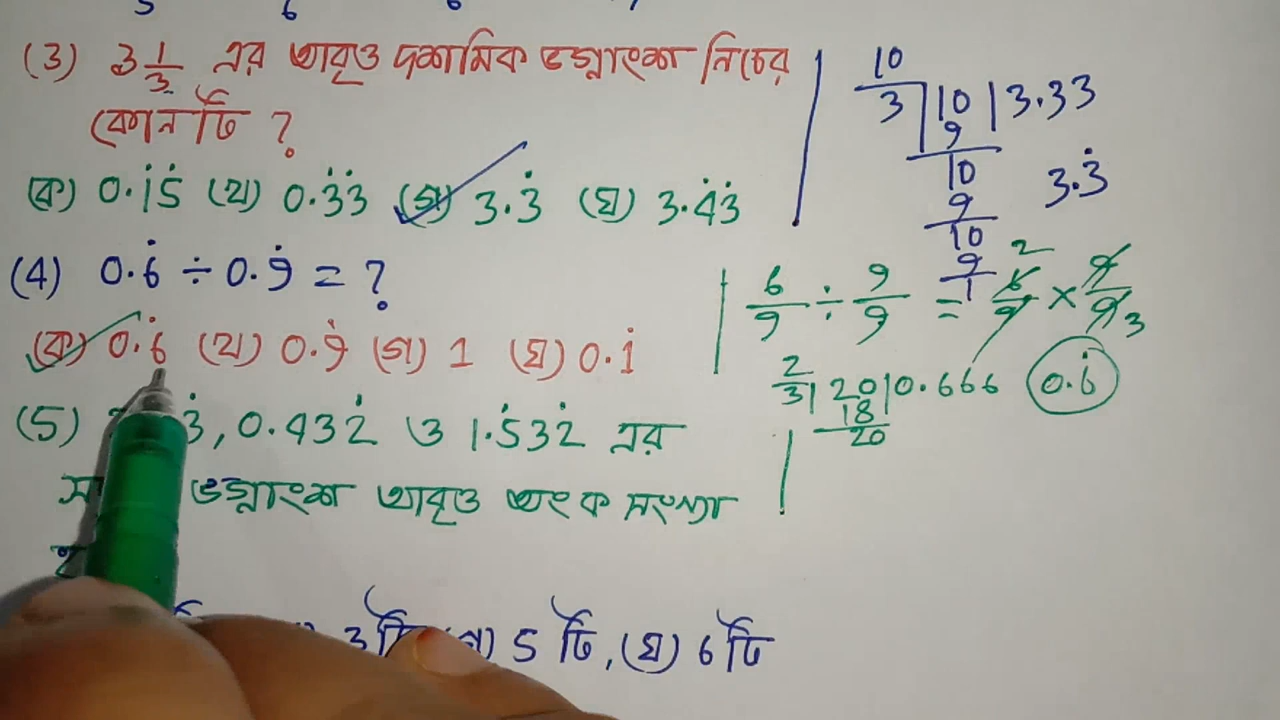 (3) 3 1/3 এর আবৃত দশমিক ভগ্নাংশ নিচের
কোনটি ?
(ক) 0.i̇5̇ (খ) 0.3̇3̇ (গ) 3.3̇ (ঘ) 3.4̇3̇
10
3 10 3.33
9
10
9
10
9
1
3.3̇
(4) 0.6̇ ÷ 0.9̇ = ?
(ক) 0.6̇ (খ) 0.9̇ (গ) 1 (ঘ) 0.1̇
6/9 ÷ 9/9 = 6/9 × 9/9
2
3
2/3 20 0.666 0.6̇
18
20
(5) 3̇, 0.432̇ ও 1.5̇32̇ এর
ভগ্নাংশ আবৃত অংক সংখ্যা
3টি (গ) 5 টি, (ঘ) 6 টি